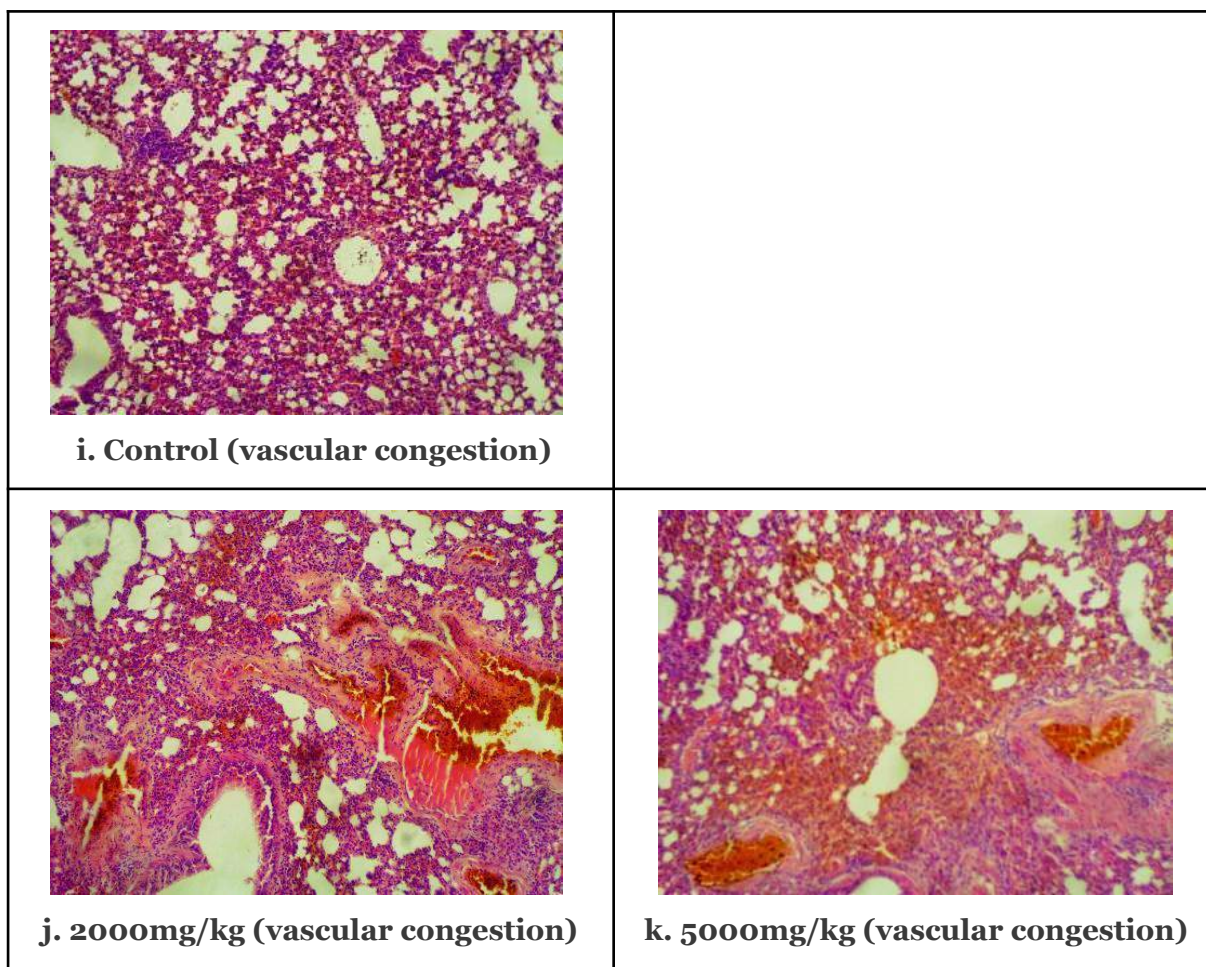 i. Control (vascular congestion)
j. 2000mg/kg (vascular congestion)
k. 5000mg/kg (vascular congestion)